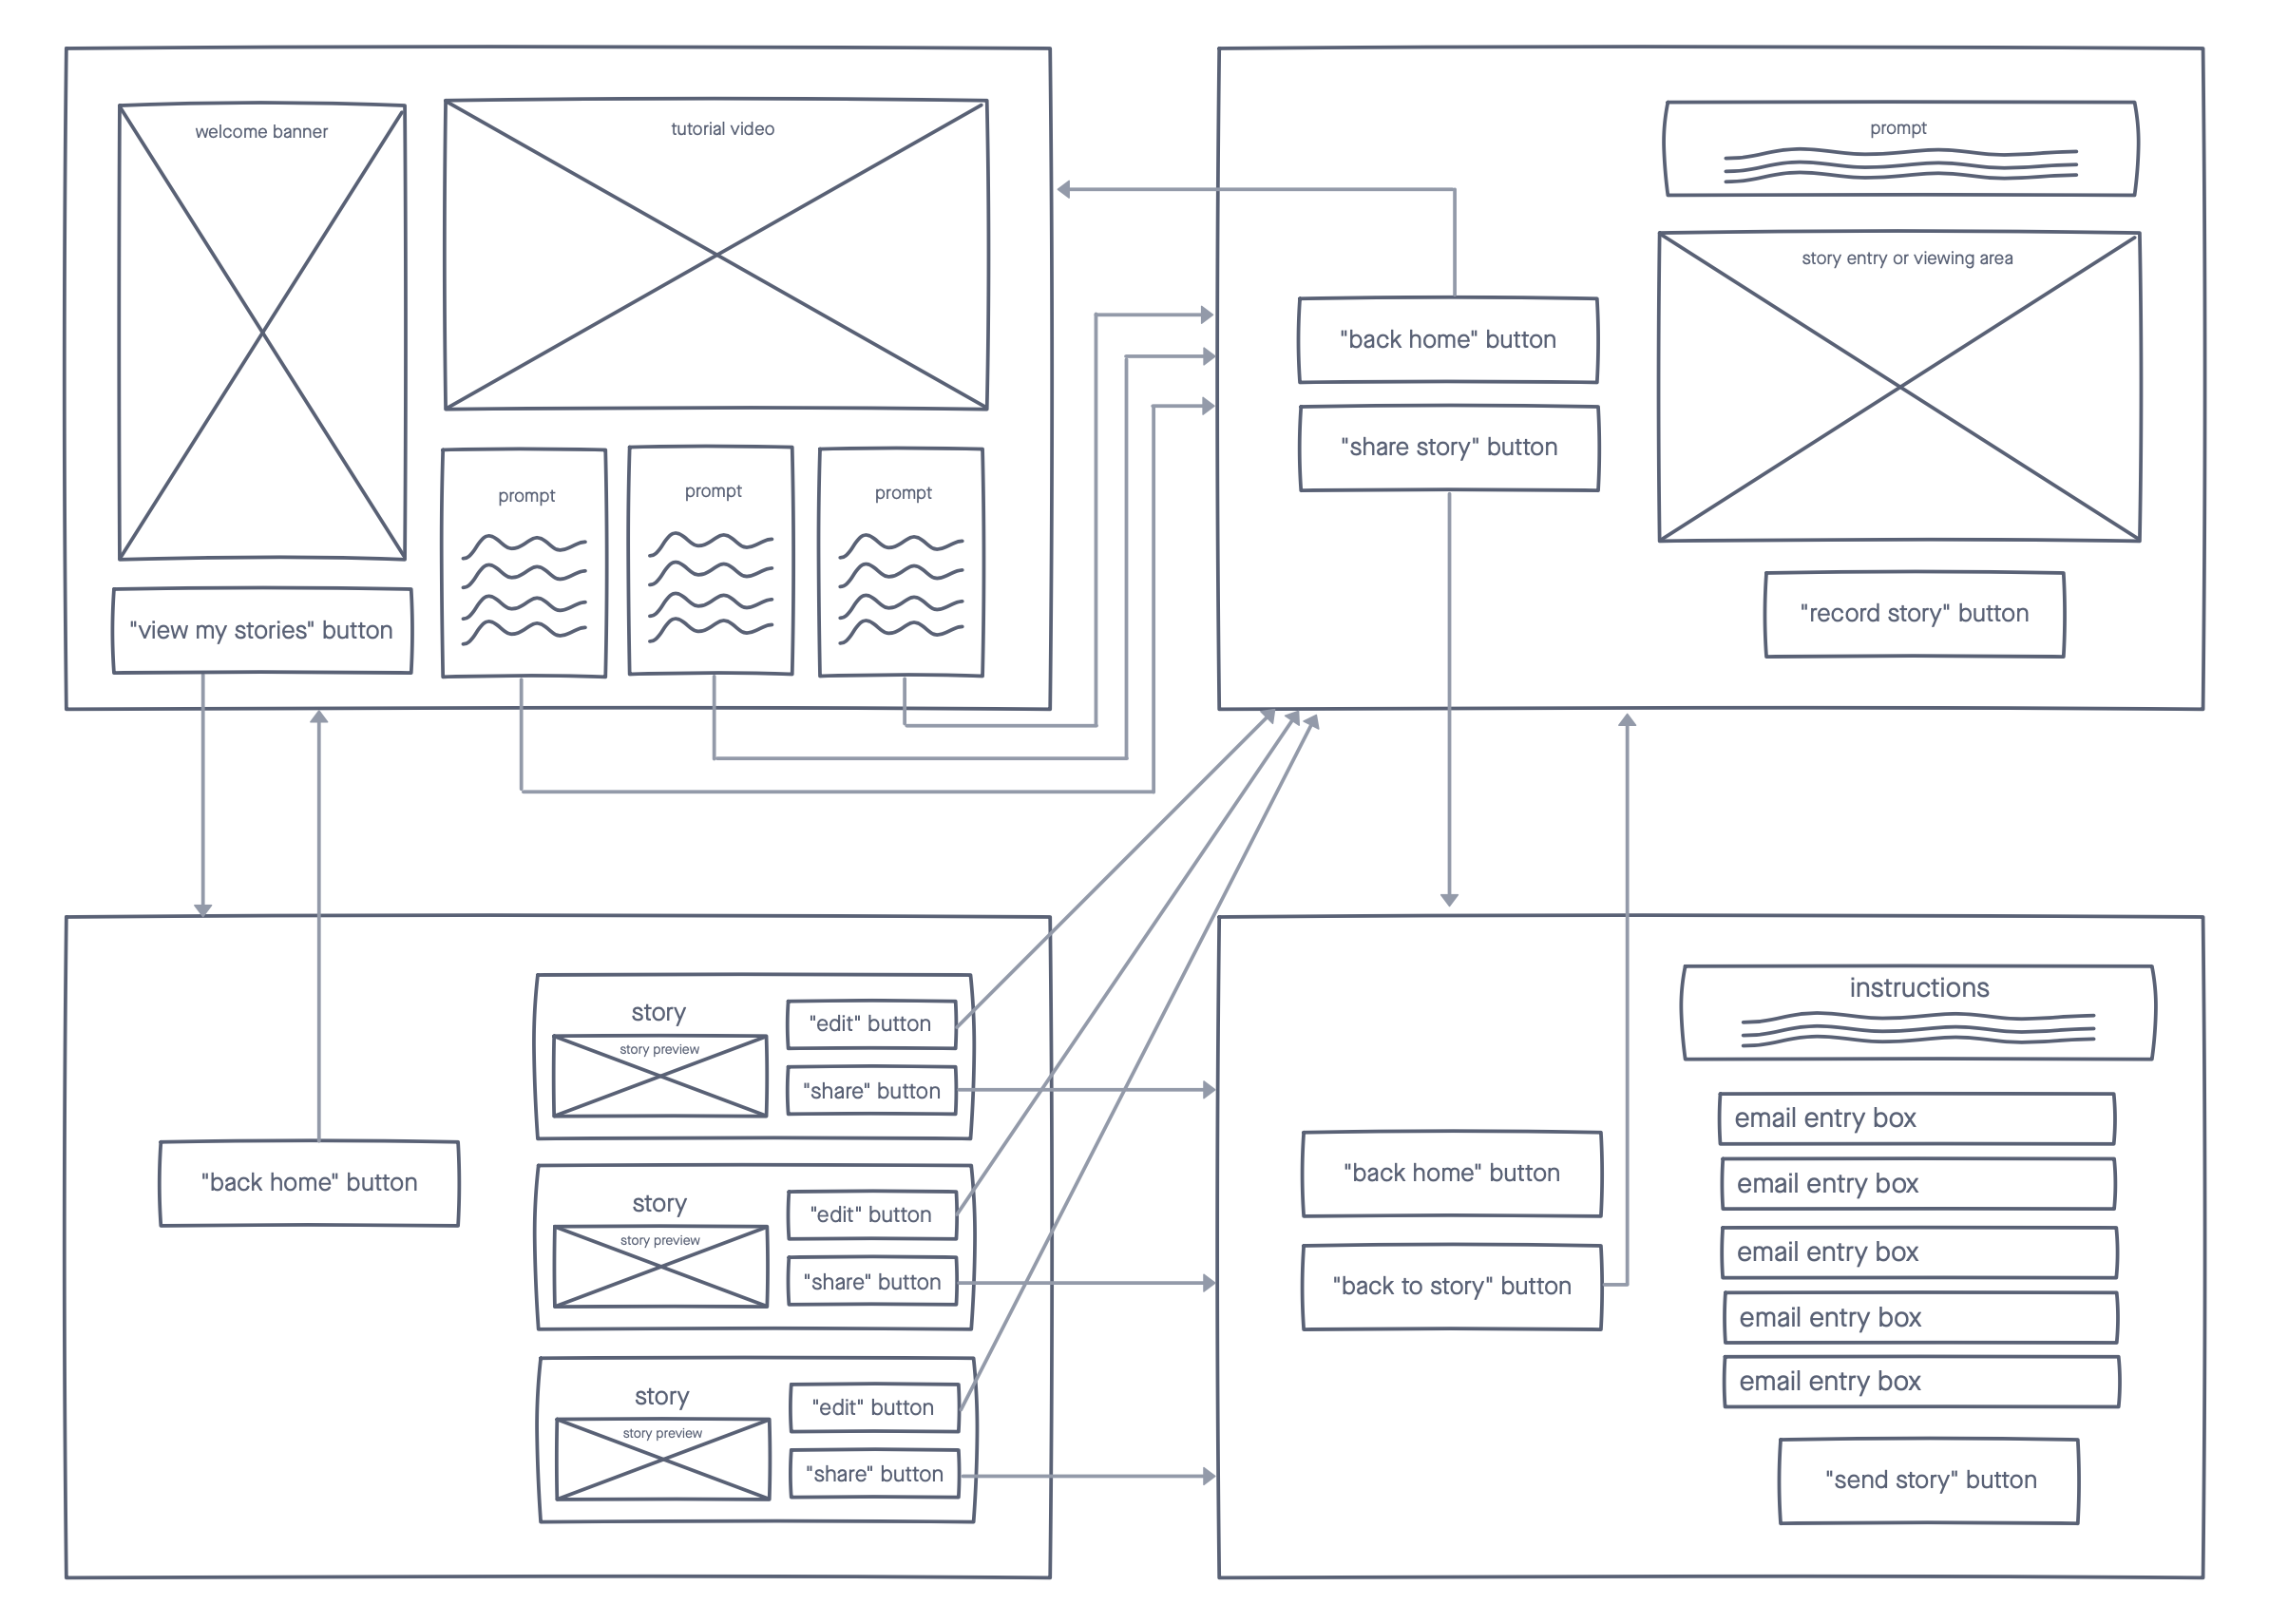 welcome banner
tutorial video
prompt
prompt
prompt
"view my stories" button
prompt
story entry or viewing area
"back home" button
"share story" button
"record story" button
"back home" button
story
story preview
"edit" button
"share" button
story
story preview
"edit" button
"share" button
story
story preview
"edit" button
"share" button
instructions
"back home" button
"back to story" button
email entry box
email entry box
email entry box
email entry box
email entry box
"send story" button